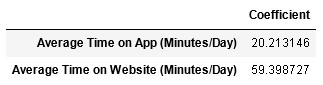 Coefficient
Average Time on App (Minutes/Day) 20.213146
Average Time on Website (Minutes/Day) 59.398727